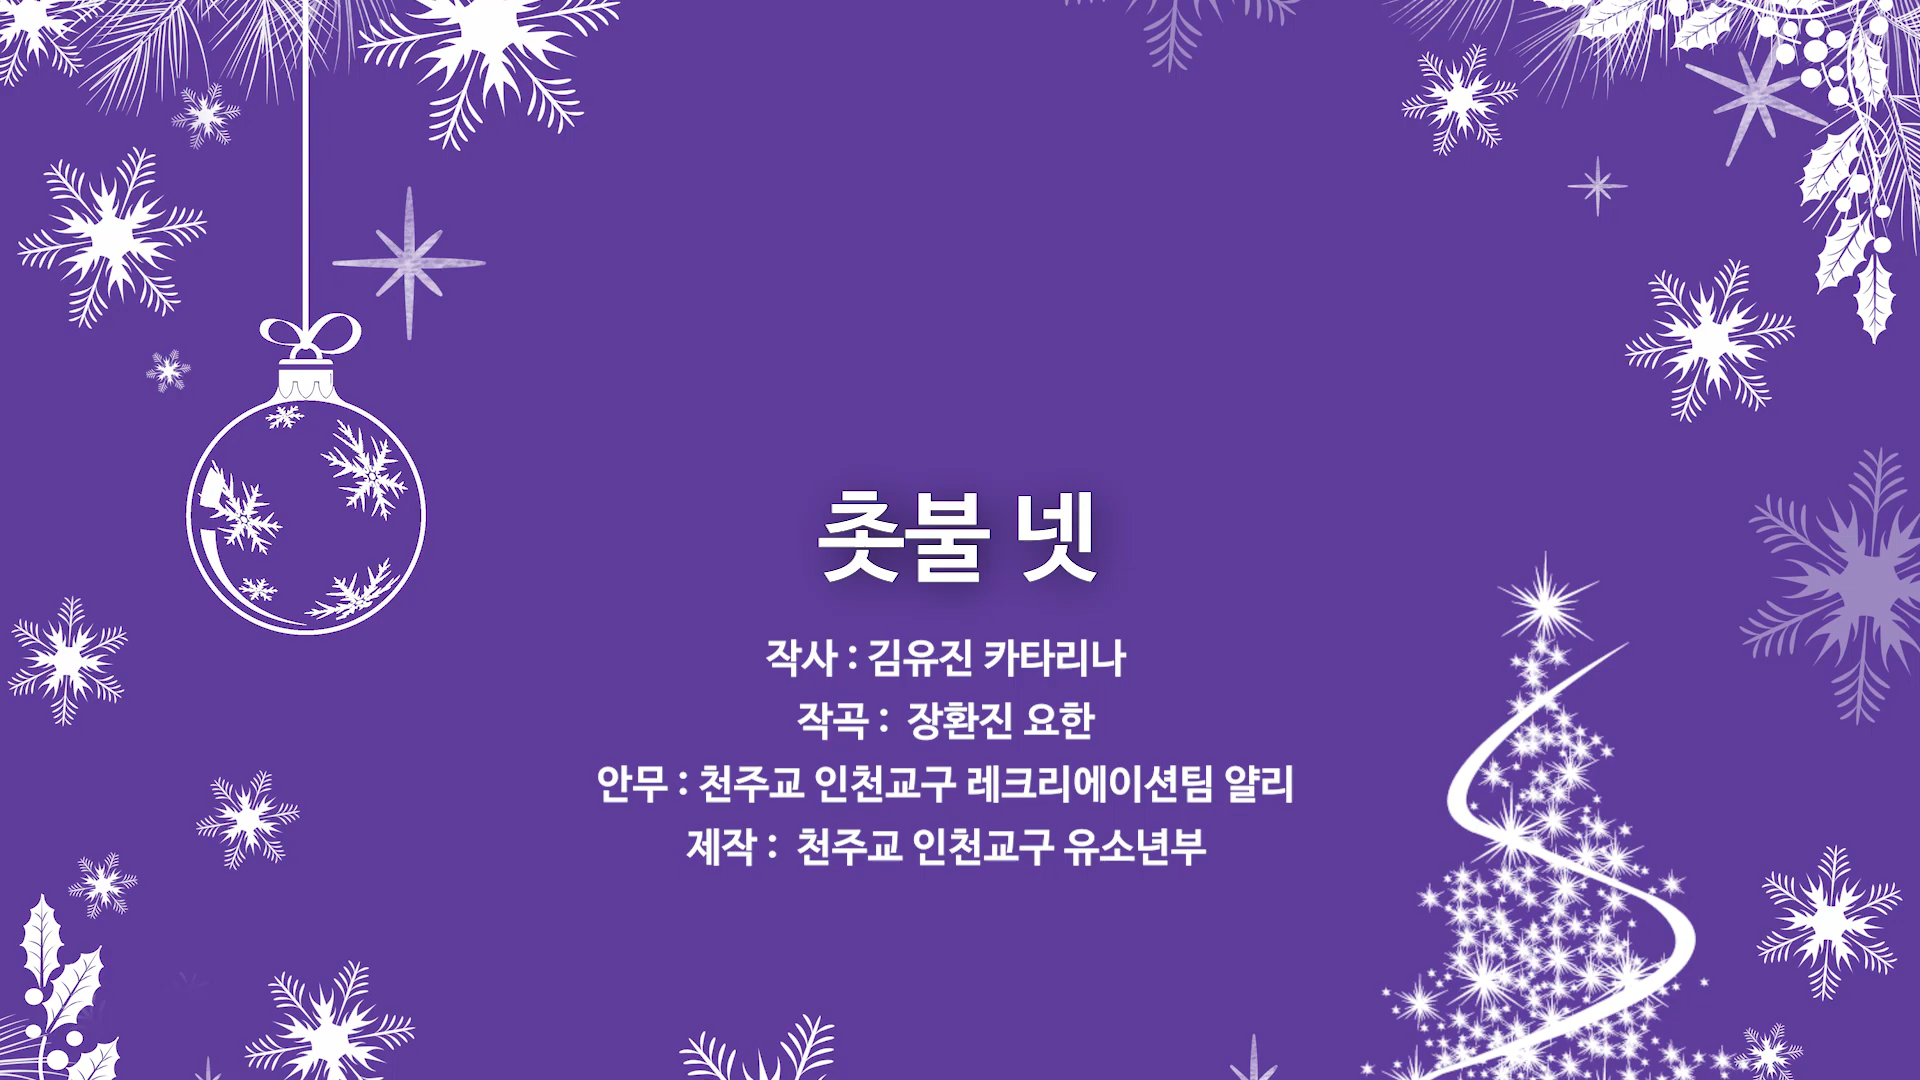 촛불 넷
작사 : 김유진 카타리나
작곡 : 장환진 요한
안무 : 천주교 인천교구 레크리에이션팀 얄리
제작 : 천주교 인천교구 유소년부